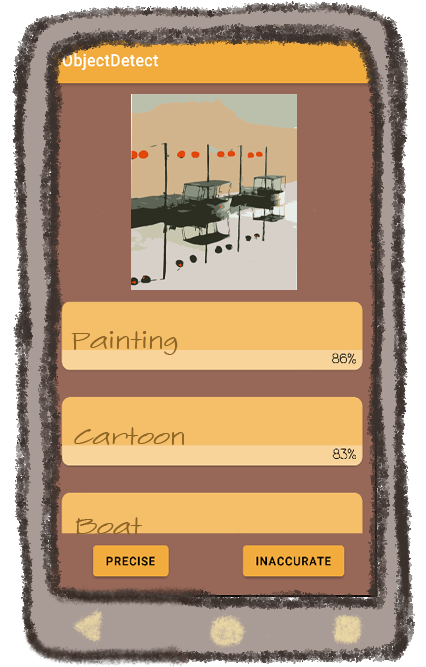 ObjectDetect
Painting
86%
Cartoon
83%
Boat
PRECISE
INACCURATE